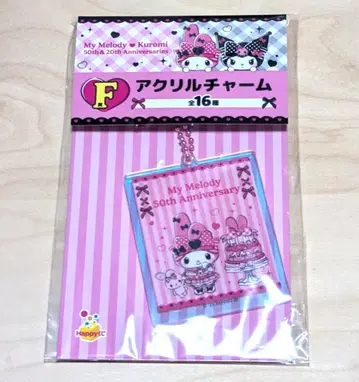 My Melody ♥ Kuromi
50th & 20th Anniversaries
F
アクリルチャーム
全16種
My Melody
50th Anniversary
Happyくじ